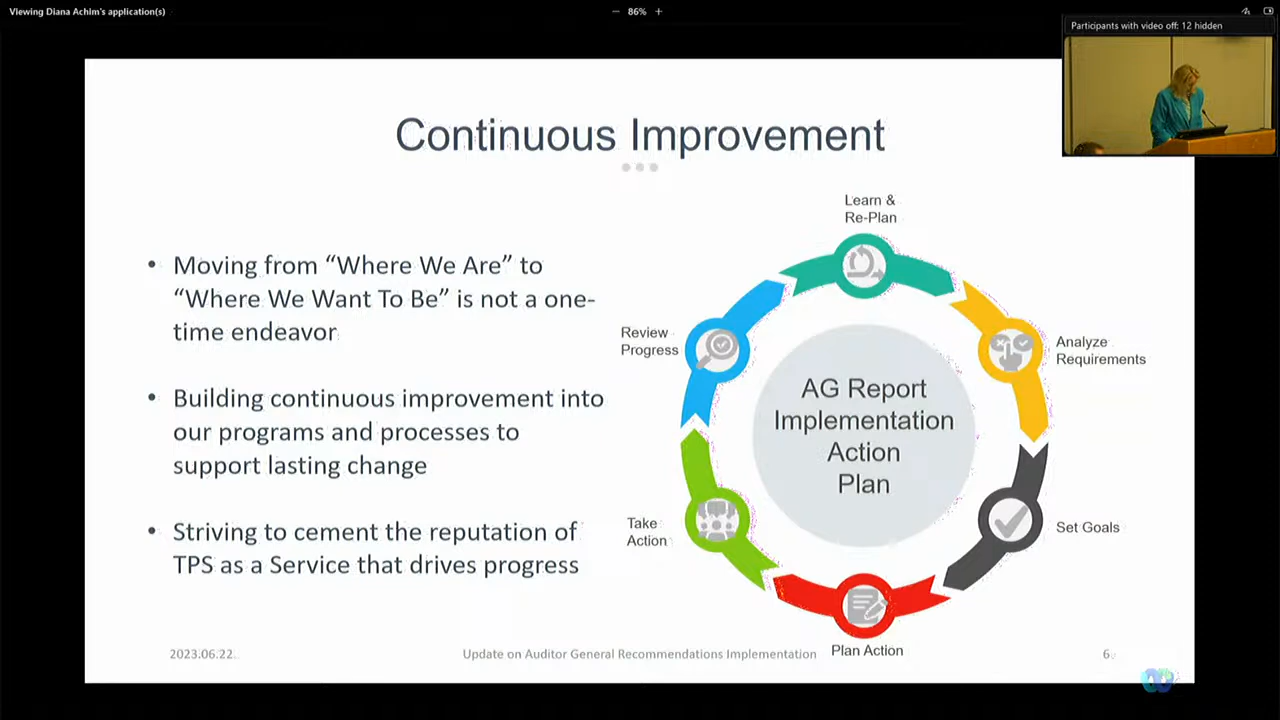 Viewing Diana Achim's application(s)
− 86% +
Participants with video off: 12 hidden
Continuous Improvement
• Moving from “Where We Are” to
“Where We Want To Be” is not a one-
time endeavor
• Building continuous improvement into
our programs and processes to
support lasting change
• Striving to cement the reputation of
TPS as a Service that drives progress
Learn &
Re-Plan
Analyze
Requirements
Set Goals
Plan Action
Take
Action
Review
Progress
AG Report
Implementation
Action
Plan
2023.06.22.
Update on Auditor General Recommendations Implementation
6